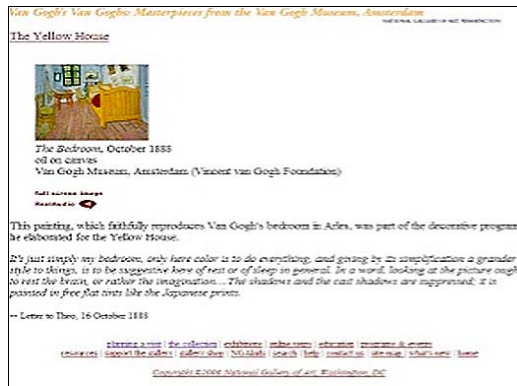 Van Gogh's Van Goghs: Masterpieces from the Van Gogh Museum, Amsterdam
NATIONAL GALLERY OF ART, WASHINGTON
The Yellow House
The Bedroom, October 1888
oil on canvas
Van Gogh Museum, Amsterdam (Vincent van Gogh Foundation)
full screen image
RealAudio
This painting, which faithfully reproduces Van Gogh's bedroom in Arles, was part of the decorative program
he elaborated for the Yellow House.
It's just simply my bedroom, only here color is to do everything, and giving by its simplification a grander
style to things, is to be suggestive here of rest or of sleep in general. In a word, looking at the picture ought
to rest the brain, or rather the imagination....The shadows and the cast shadows are suppressed; it is
painted in free flat tints like the Japanese prints.
-- Letter to Theo, 16 October 1888
planning a visit | the collection | exhibitions | online tours | education | programs & events
resources | support the gallery | gallery shop | NGAkids | search | help | contact us | site map | what's new | home
Copyright ©2006 National Gallery of Art, Washington, DC